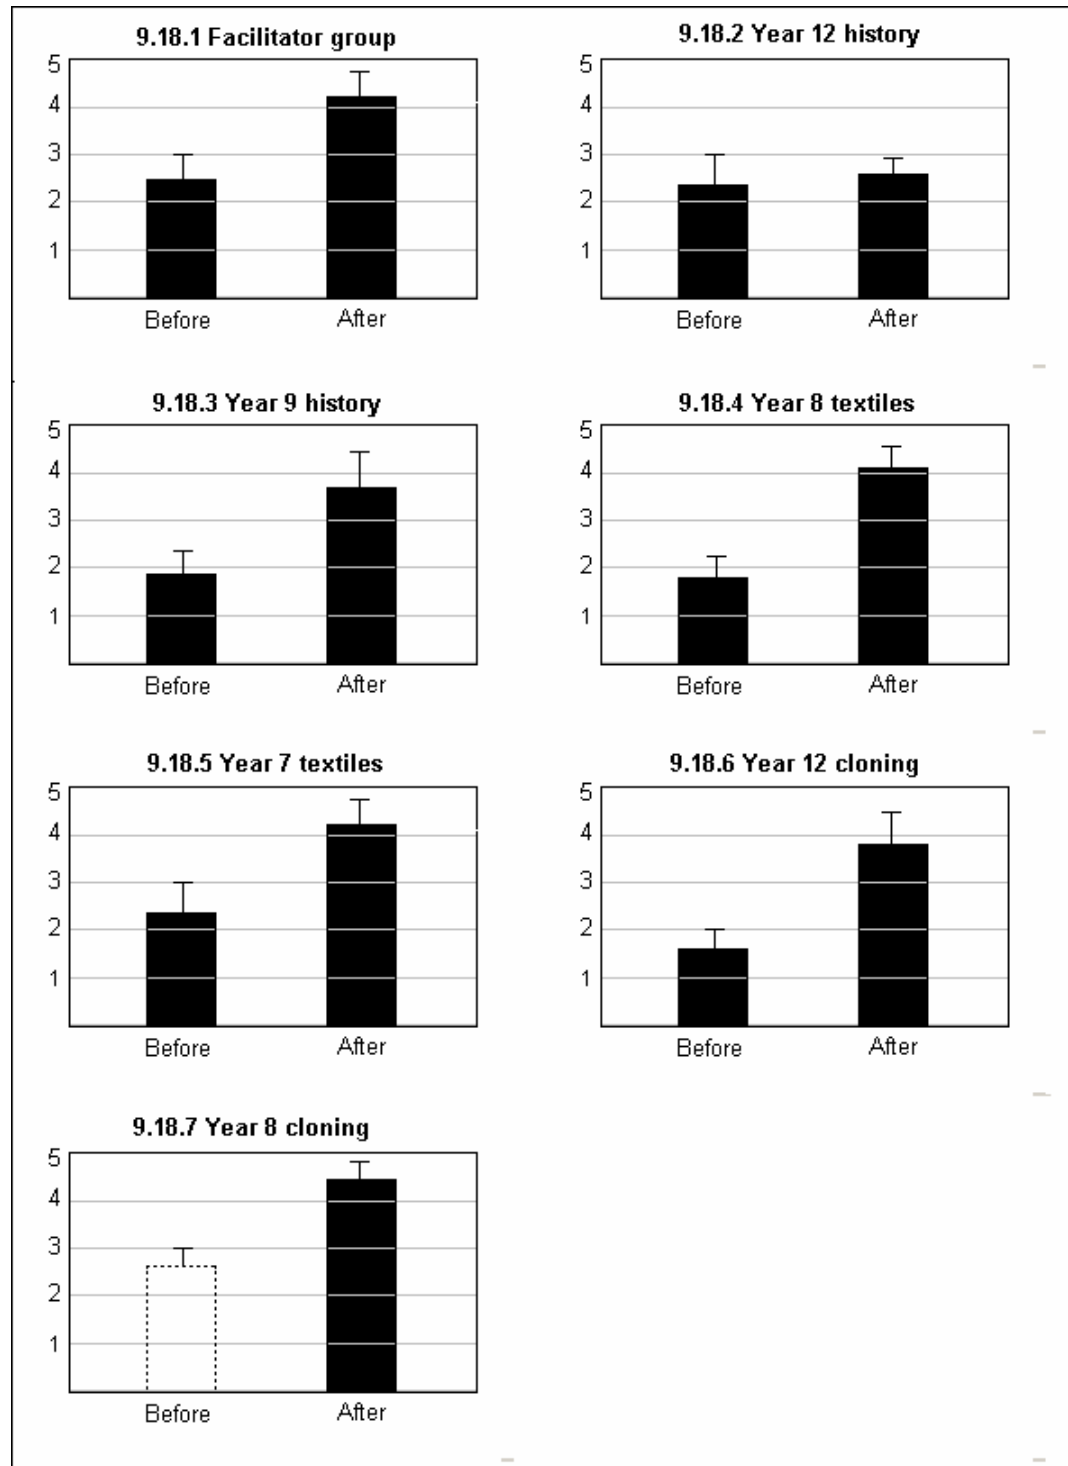 9.18.1 Facilitator group
5
4
3
2
1
Before After
9.18.2 Year 12 history
5
4
3
2
1
Before After
9.18.3 Year 9 history
5
4
3
2
1
Before After
9.18.4 Year 8 textiles
5
4
3
2
1
Before After
9.18.5 Year 7 textiles
5
4
3
2
1
Before After
9.18.6 Year 12 cloning
5
4
3
2
1
Before After
9.18.7 Year 8 cloning
5
4
3
2
1
Before After